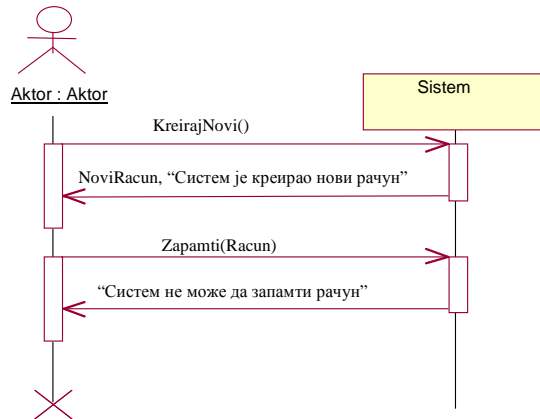 Aktor : Aktor
Sistem
KreirajNovi()
NoviRacun, “Систем је креирао нови рачун”
Zapamti(Racun)
“Систем не може да запамти рачун”